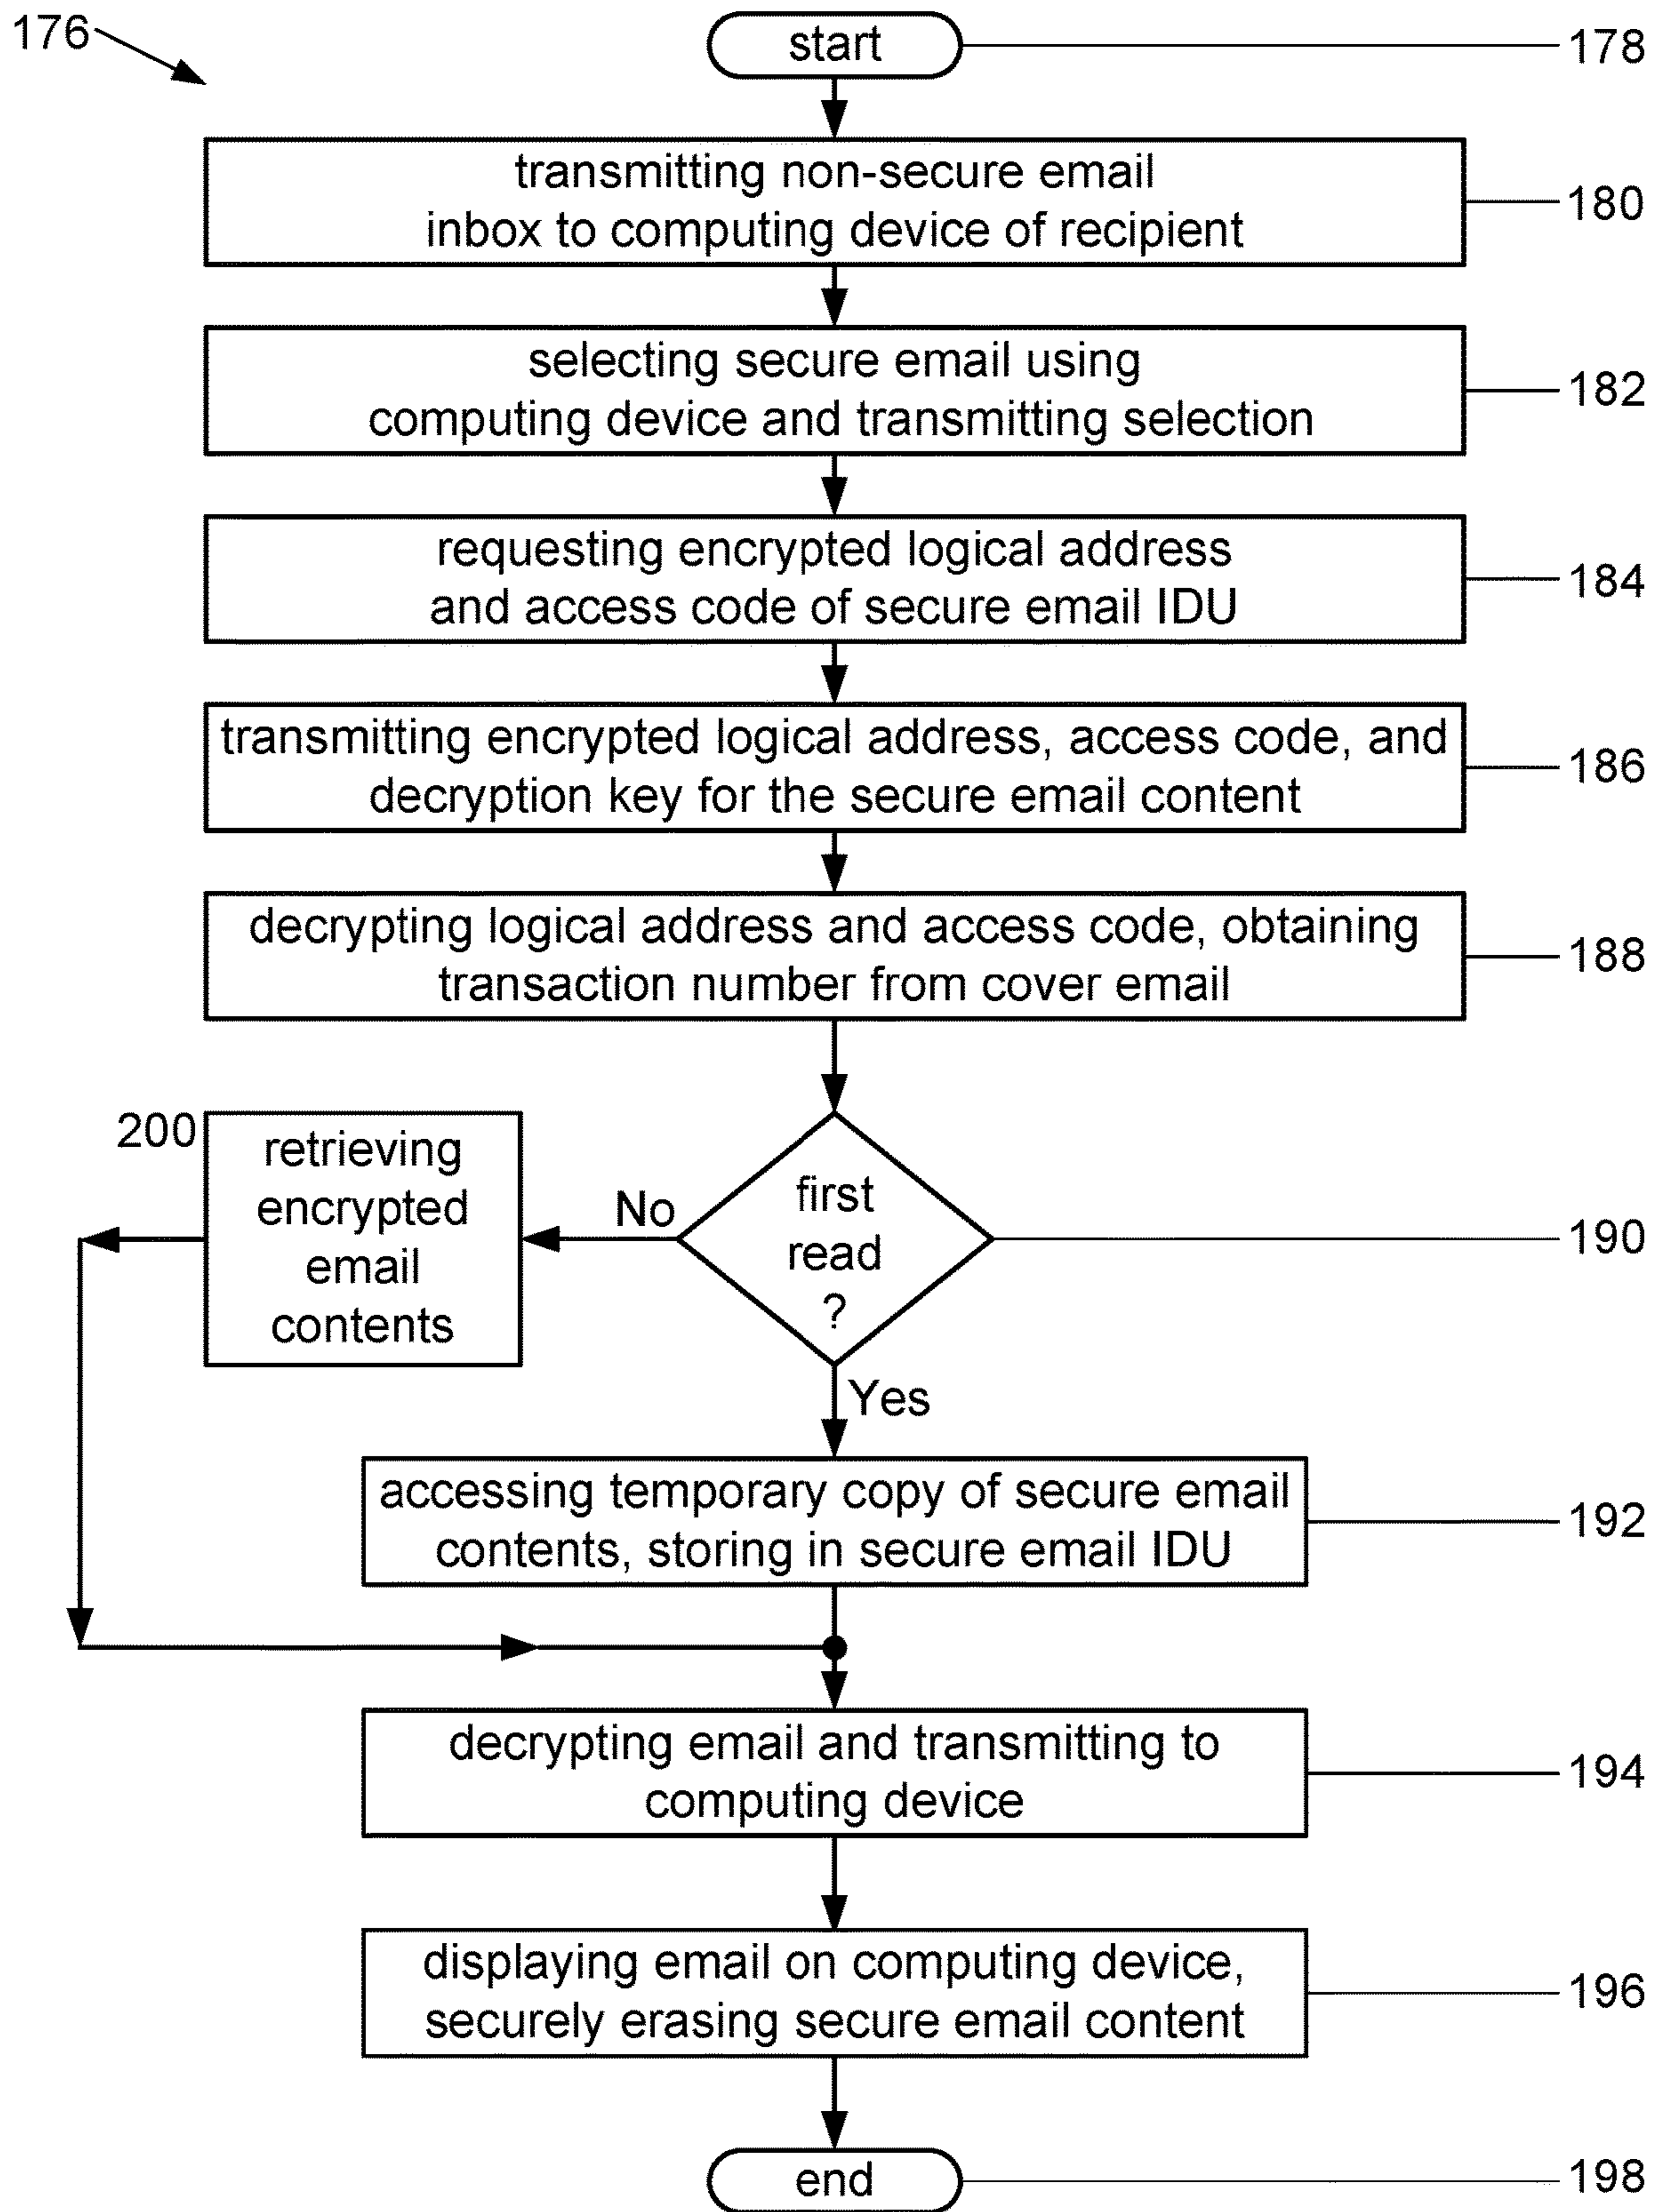 176
start
178
transmitting non-secure email
inbox to computing device of recipient
180
selecting secure email using
computing device and transmitting selection
182
requesting encrypted logical address
and access code of secure email IDU
184
transmitting encrypted logical address, access code, and
decryption key for the secure email content
186
decrypting logical address and access code, obtaining
transaction number from cover email
188
200
retrieving
encrypted
email
contents
No
first
read
?
190
Yes
accessing temporary copy of secure email
contents, storing in secure email IDU
192
decrypting email and transmitting to
computing device
194
displaying email on computing device,
securely erasing secure email content
196
end
198